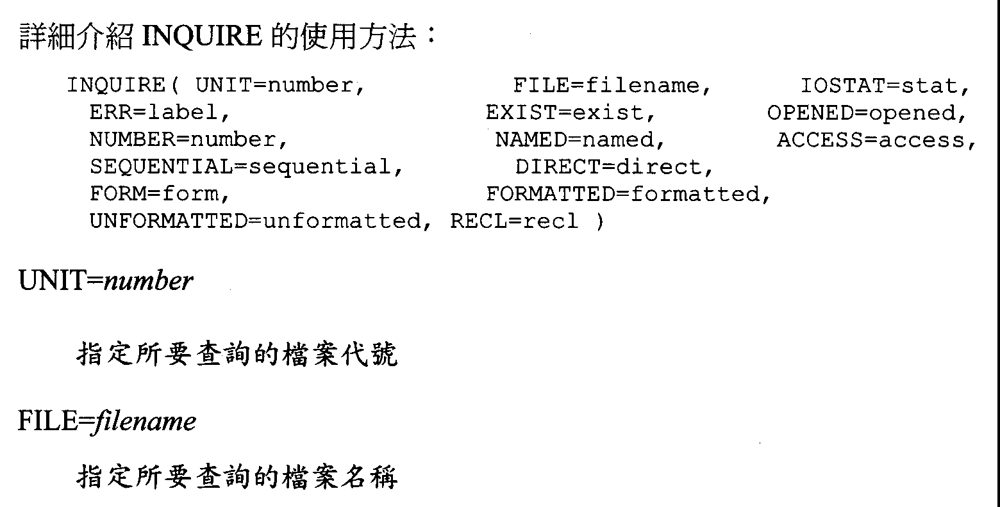 詳細介紹 INQUIRE 的使用方法：
INQUIRE( UNIT=number, FILE=filename, IOSTAT=stat,
ERR=label, EXIST=exist, OPENED=opened,
NUMBER=number, NAMED=named, ACCESS=access,
SEQUENTIAL=sequential, DIRECT=direct,
FORM=form, FORMATTED=formatted,
UNFORMATTED=unformatted, RECL=recl )
UNIT=number
指定所要查詢的檔案代號
FILE=filename
指定所要查詢的檔案名稱